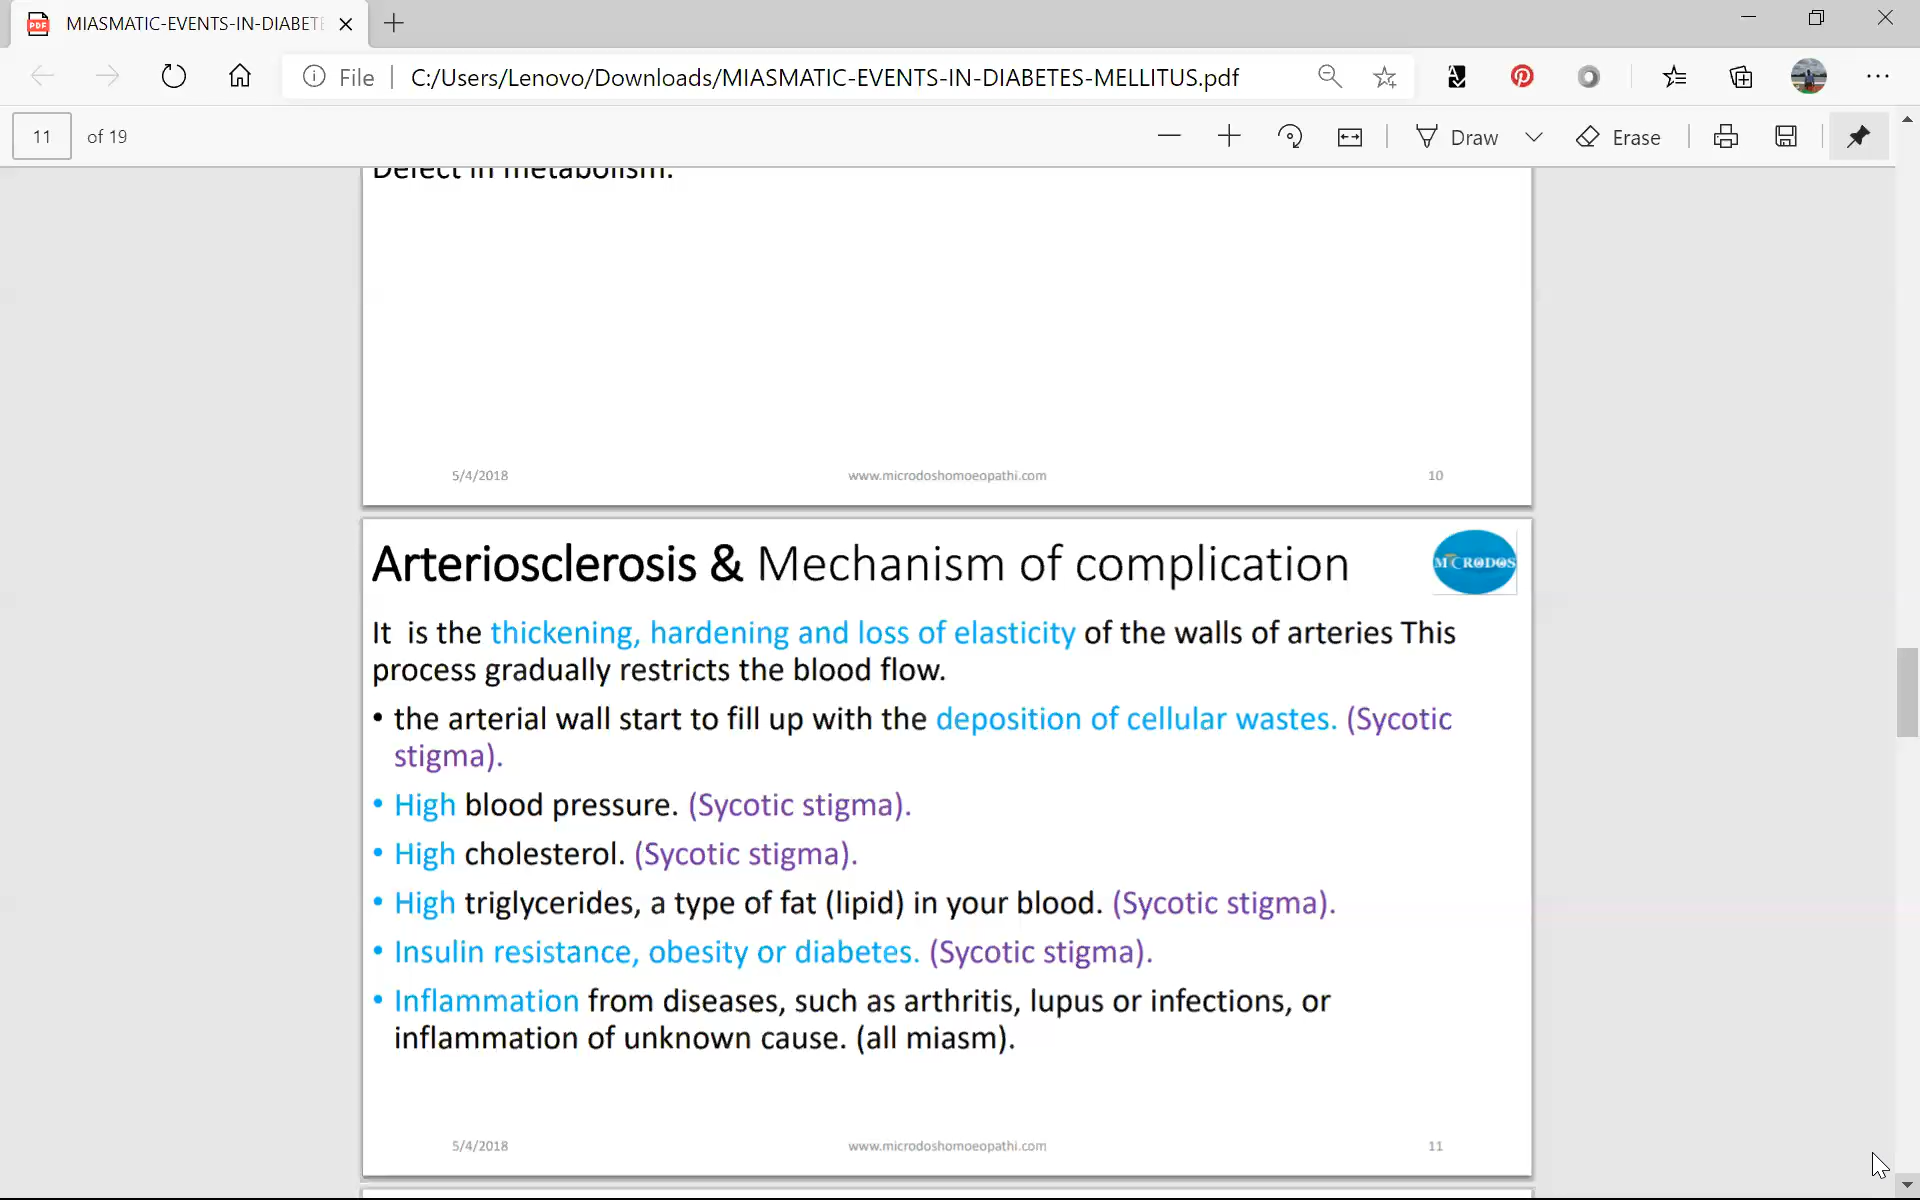 MIASMATIC-EVENTS-IN-DIABETE
File
C:/Users/Lenovo/Downloads/MIASMATIC-EVENTS-IN-DIABETES-MELLITUS.pdf
11 of 19
Draw
Erase
Defect in metabolism.
5/4/2018 www.microdoshomoeopathi.com 10
Arteriosclerosis & Mechanism of complication
MICRODOS
It is the thickening, hardening and loss of elasticity of the walls of arteries This
process gradually restricts the blood flow.
• the arterial wall start to fill up with the deposition of cellular wastes. (Sycotic
stigma).
• High blood pressure. (Sycotic stigma).
• High cholesterol. (Sycotic stigma).
• High triglycerides, a type of fat (lipid) in your blood. (Sycotic stigma).
• Insulin resistance, obesity or diabetes. (Sycotic stigma).
• Inflammation from diseases, such as arthritis, lupus or infections, or
inflammation of unknown cause. (all miasm).
5/4/2018 www.microdoshomoeopathi.com 11